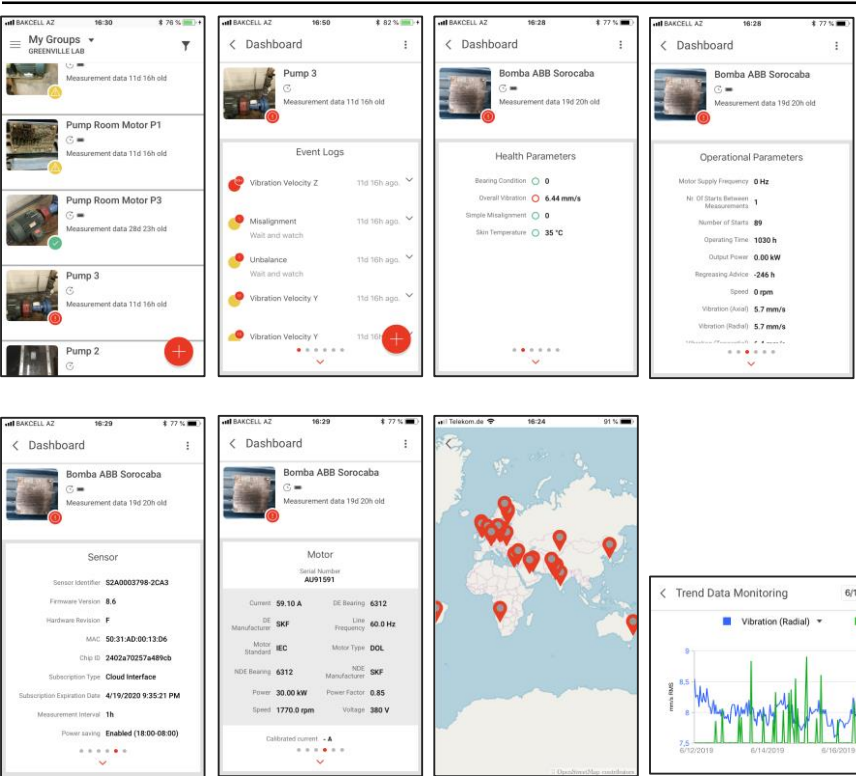 BAKCELL AZ 16:30 76 %
My Groups
GREENVILLE LAB
Measurement data 11d 16h old
Pump Room Motor P1
Measurement data 11d 16h old
Pump Room Motor P3
Measurement data 28d 23h old
Pump 3
Measurement data 11d 16h old
Pump 2
BAKCELL AZ 16:50 82 %
Dashboard
Pump 3
Measurement data 11d 16h old
Event Logs
Vibration Velocity Z 11d 16h ago.
Misalignment 11d 16h ago.
Wait and watch
Unbalance 11d 16h ago.
Wait and watch
Vibration Velocity Y 11d 16h ago.
Vibration Velocity Y 11d 16h
BAKCELL AZ 16:28 77 %
Dashboard
Bomba ABB Sorocaba
Measurement data 19d 20h old
Health Parameters
Bearing Condition 0
Overall Vibration 6.44 mm/s
Simple Misalignment 0
Skin Temperature 35 °C
BAKCELL AZ 16:28 77 %
Dashboard
Bomba ABB Sorocaba
Measurement data 19d 20h old
Operational Parameters
Motor Supply Frequency 0 Hz
Nr. Of Starts Between
Measurements 1
Number of Starts 89
Operating Time 1030 h
Output Power 0.00 kW
Regreasing Advice -246 h
Speed 0 rpm
Vibration (Axial) 5.7 mm/s
Vibration (Radial) 5.7 mm/s
BAKCELL AZ 16:29 77 %
Dashboard
Bomba ABB Sorocaba
Measurement data 19d 20h old
Sensor
Sensor Identifier S2A0003798-2CA3
Firmware Version 8.6
Hardware Revision F
MAC 50:31:AD:00:13:D6
Chip ID 2402a70257a489cb
Subscription Type Cloud Interface
Subscription Expiration Date 4/19/2020 9:35:21 PM
Measurement Interval 1h
Power saving Enabled (18:00-08:00)
BAKCELL AZ 16:29 77 %
Dashboard
Bomba ABB Sorocaba
Measurement data 19d 20h old
Motor
Serial Number
AU91591
Current 59.10 A DE Bearing 6312
DE Manufacturer SKF Line Frequency 60.0 Hz
Motor Standard IEC Motor Type DOL
NDE Bearing 6312 NDE Manufacturer SKF
Power 30.00 kW Power Factor 0.85
Speed 1770.0 rpm Voltage 380 V
Calibrated current - A
Telekom.de 16:24 91 %
© OpenStreetMap contributors
Trend Data Monitoring 6/1
Vibration (Radial)
mm/s RMS
9
8.5
8
7.5
6/12/2019 6/14/2019 6/16/2019